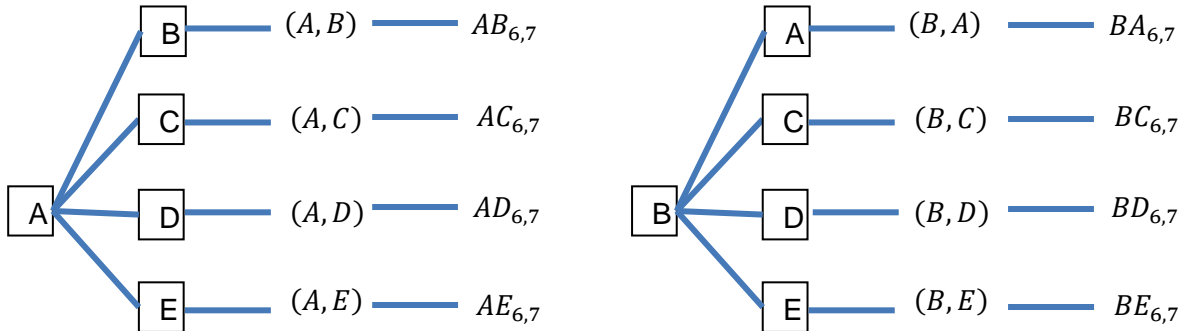 B (A, B) AB₆,₇ A (B, A) BA₆,₇
C (A, C) AC₆,₇ C (B, C) BC₆,₇
A D (A, D) AD₆,₇ B D (B, D) BD₆,₇
E (A, E) AE₆,₇ E (B, E) BE₆,₇